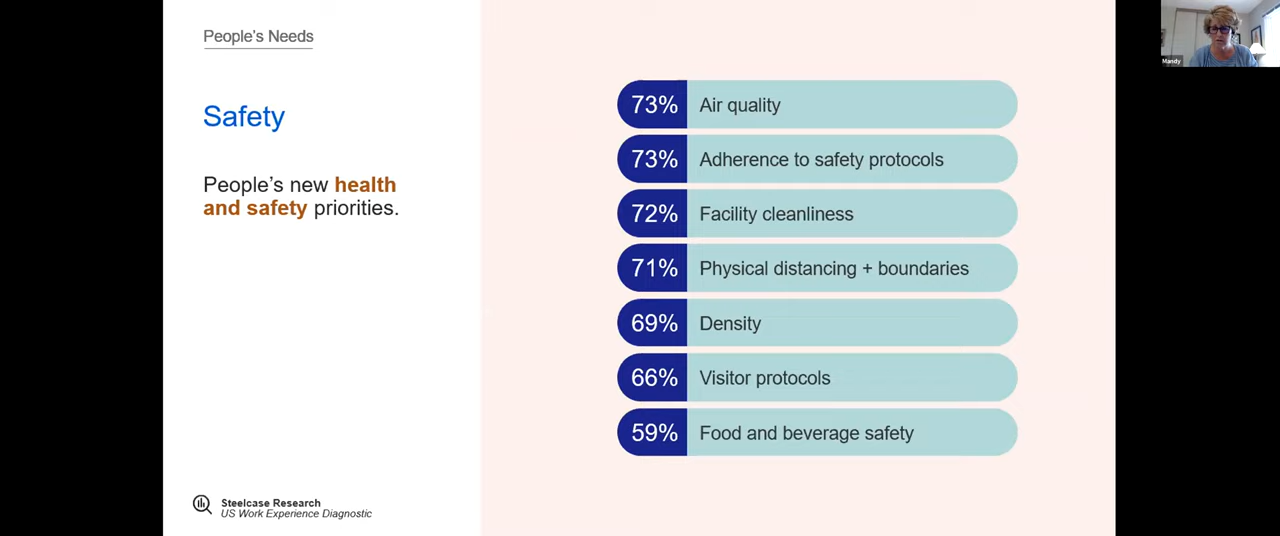 People's Needs
Safety
People's new health
and safety priorities.
73% Air quality
73% Adherence to safety protocols
72% Facility cleanliness
71% Physical distancing + boundaries
69% Density
66% Visitor protocols
59% Food and beverage safety
Steelcase Research
US Work Experience Diagnostic
Mandy